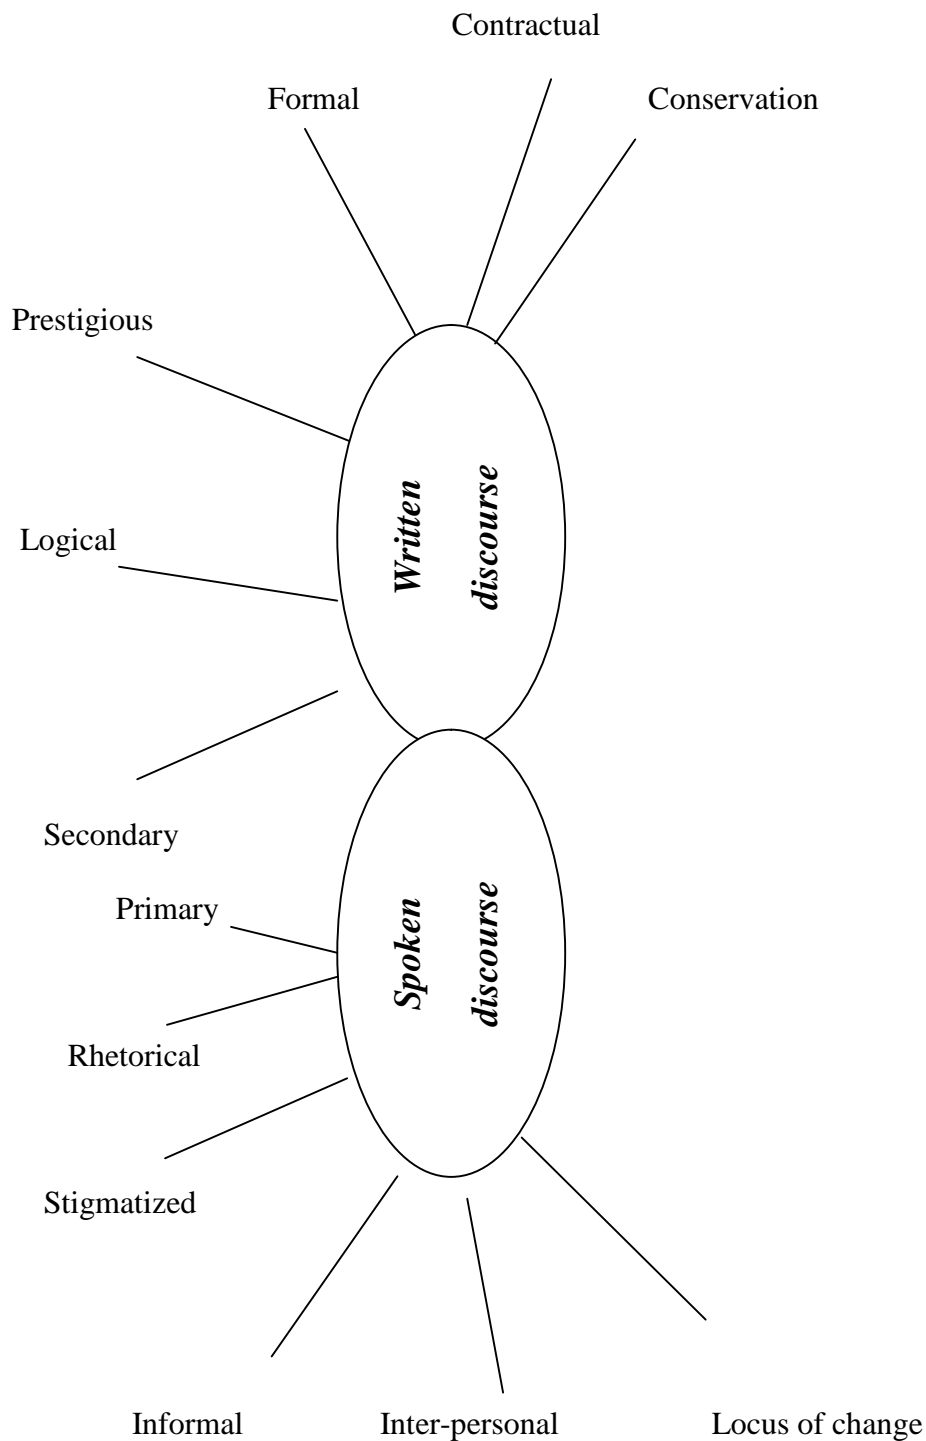 Contractual
Formal
Conservation
Prestigious
Logical
Written
discourse
Secondary
Primary
Spoken
discourse
Rhetorical
Stigmatized
Informal
Inter-personal
Locus of change